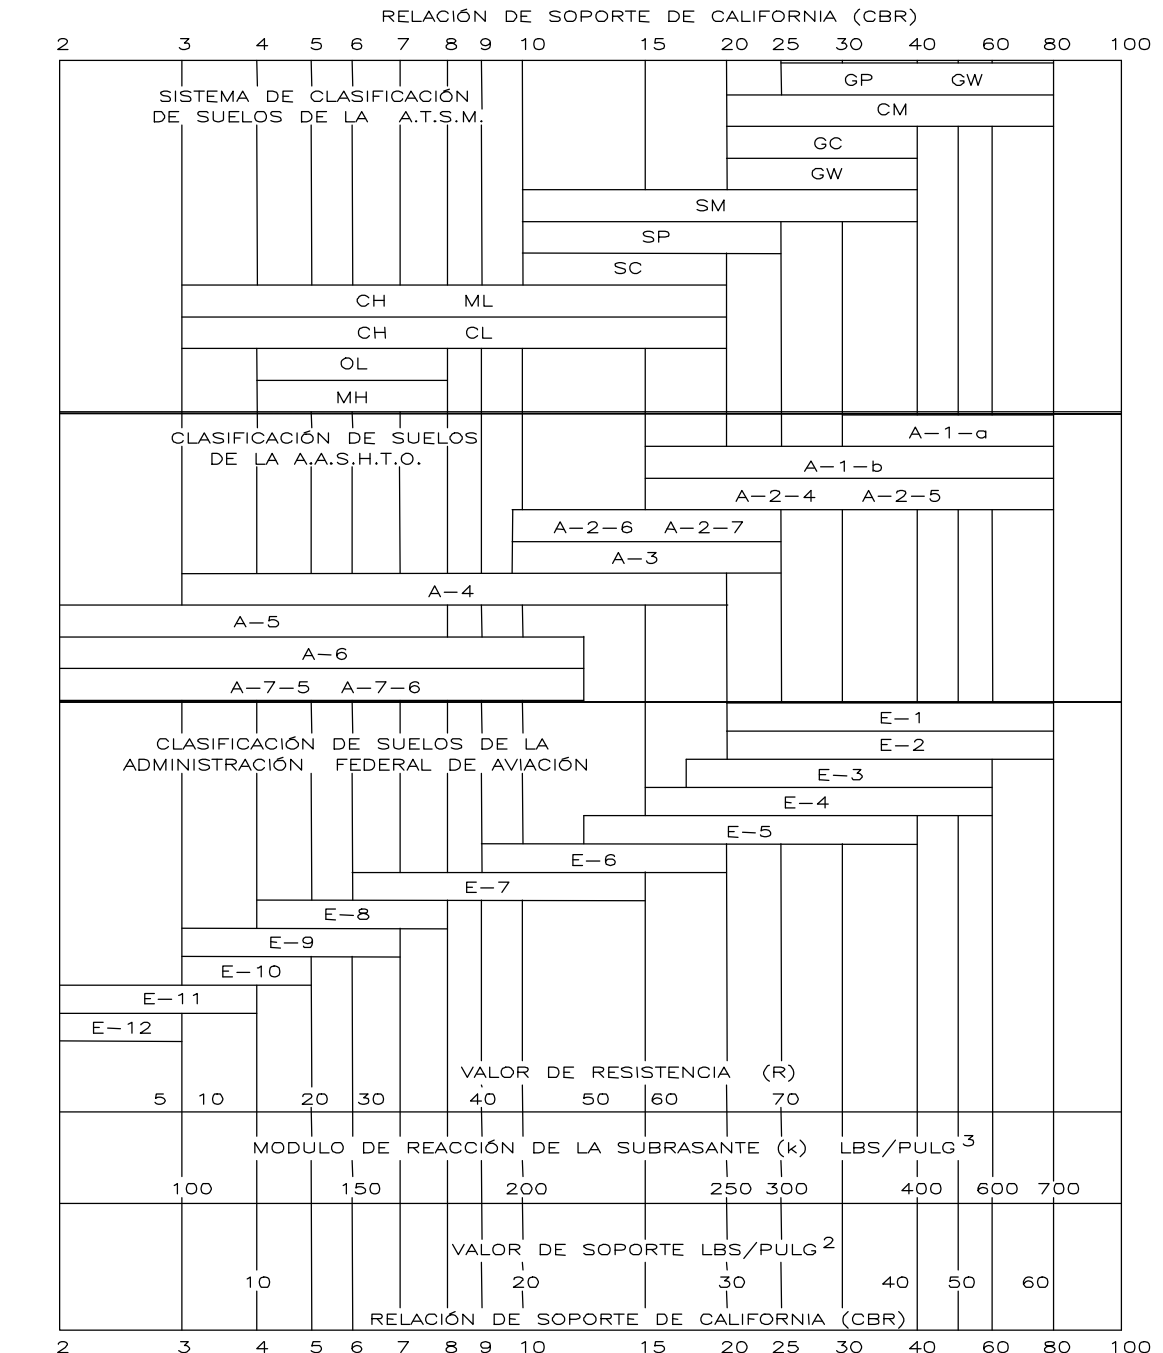 RELACIÓN DE SOPORTE DE CALIFORNIA (CBR)
2 3 4 5 6 7 8 9 10 15 20 25 30 40 60 80 100
GP GW
SISTEMA DE CLASIFICACIÓN
DE SUELOS DE LA A.T.S.M.
CM
GC
GW
SM
SP
SC
CH ML
CH CL
OL
MH
CLASIFICACIÓN DE SUELOS
DE LA A.A.S.H.T.O.
A-1-a
A-1-b
A-2-4 A-2-5
A-2-6 A-2-7
A-3
A-4
A-5
A-6
A-7-5 A-7-6
CLASIFICACIÓN DE SUELOS DE LA
ADMINISTRACIÓN FEDERAL DE AVIACIÓN
E-1
E-2
E-3
E-4
E-5
E-6
E-7
E-8
E-9
E-10
E-11
E-12
VALOR DE RESISTENCIA (R)
5 10 20 30 40 50 60 70
MODULO DE REACCIÓN DE LA SUBRASANTE (k) LBS/PULG³
100 150 200 250 300 400 600 700
VALOR DE SOPORTE LBS/PULG²
10 20 30 40 50 60
RELACIÓN DE SOPORTE DE CALIFORNIA (CBR)
2 3 4 5 6 7 8 9 10 15 20 25 30 40 60 80 100